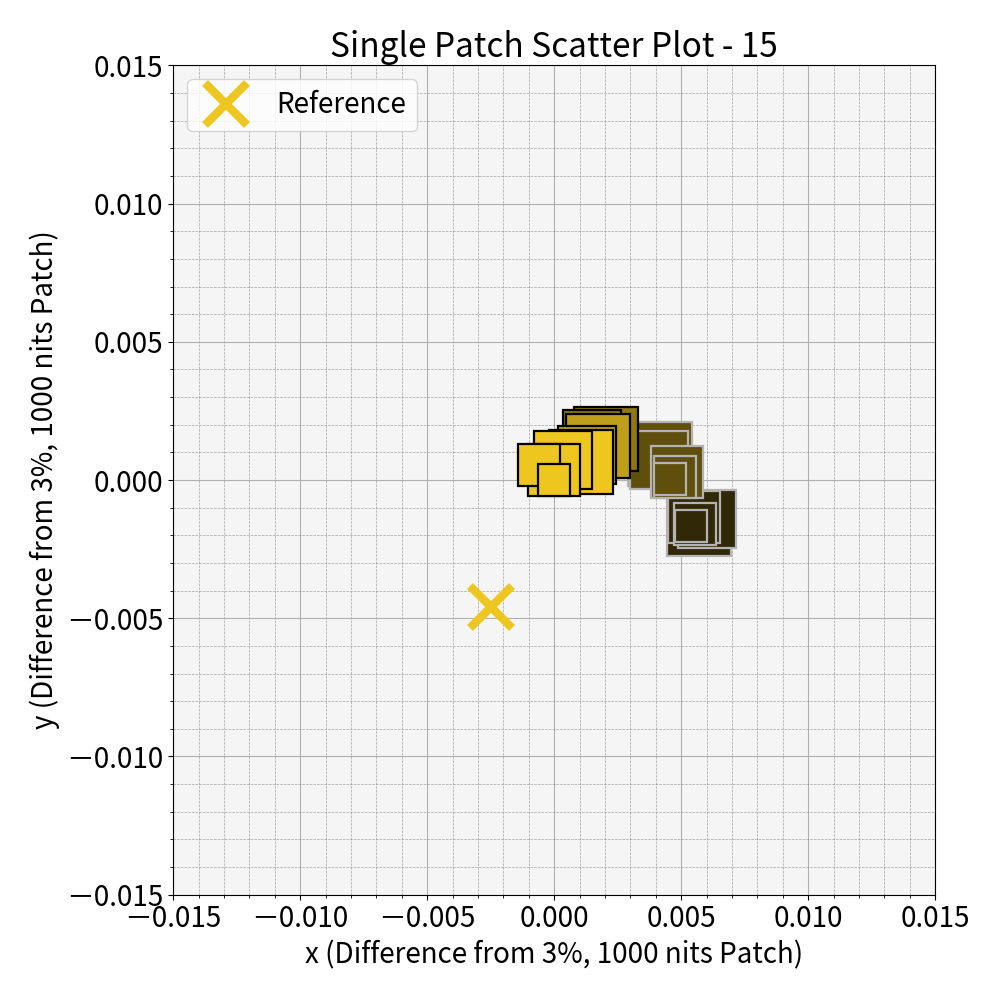 Single Patch Scatter Plot - 15
Reference
y (Difference from 3%, 1000 nits Patch)
0.015
0.010
0.005
0.000
−0.005
−0.010
−0.015
−0.015 −0.010 −0.005 0.000 0.005 0.010 0.015
x (Difference from 3%, 1000 nits Patch)